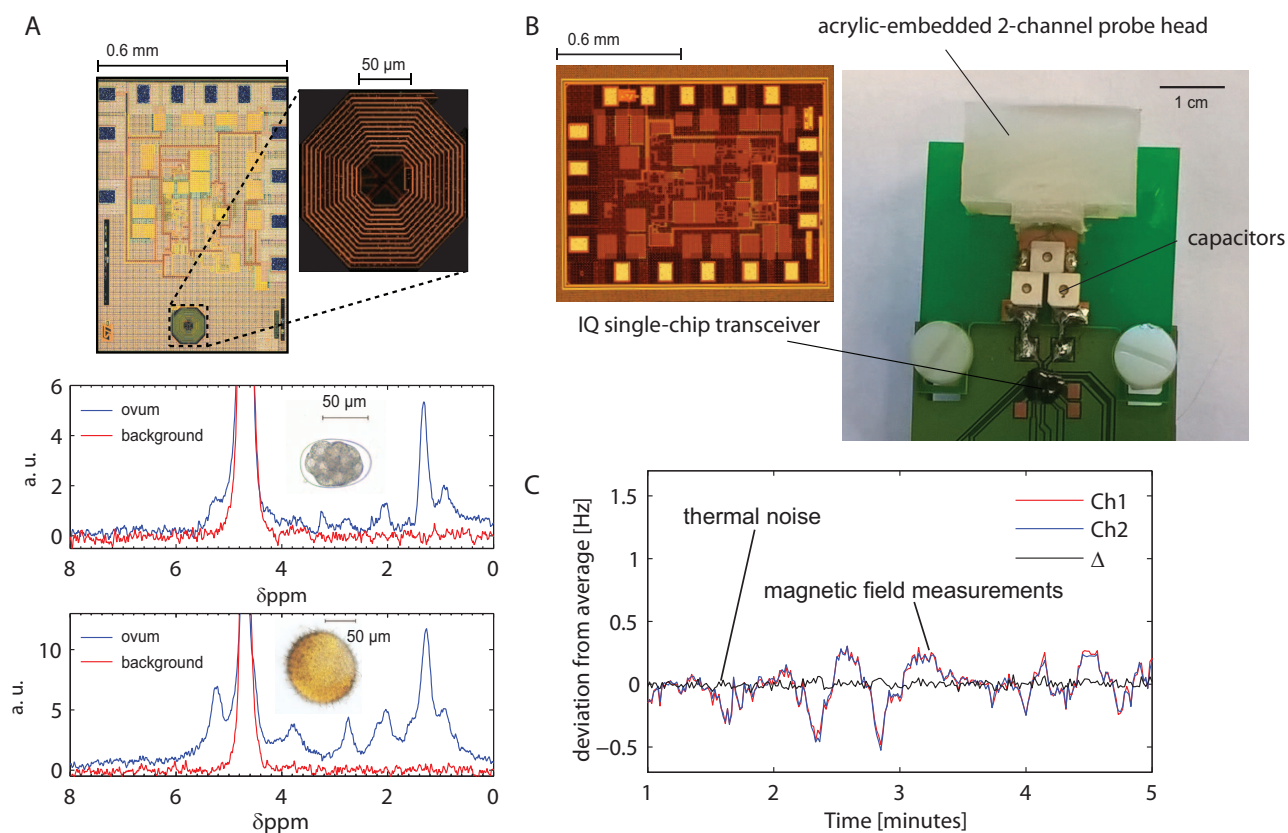 A
0.6 mm
50 µm
B
0.6 mm
acrylic-embedded 2-channel probe head
1 cm
capacitors
IQ single-chip transceiver
6
4
2
0
a. u.
ovum
background
50 µm
8
6
4
2
0
δppm
10
5
0
a. u.
ovum
background
50 µm
8
6
4
2
0
δppm
C
1.5
1
0.5
0
−0.5
deviation from average [Hz]
thermal noise
magnetic field measurements
Ch1
Ch2
Δ
1
2
3
4
5
Time [minutes]